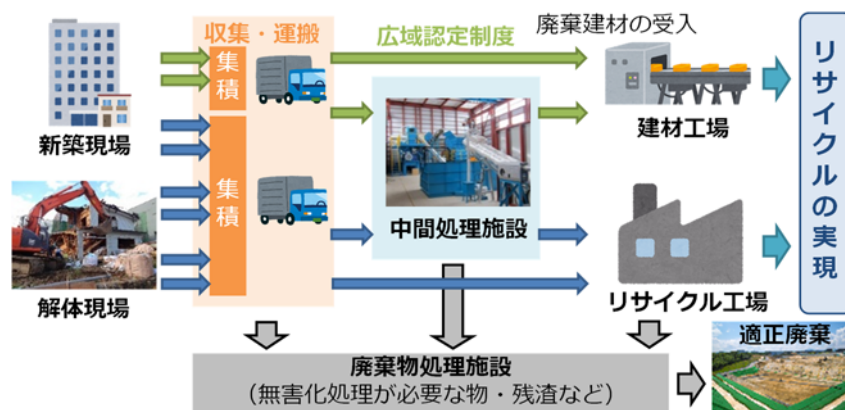 収集・運搬
広域認定制度
廃棄建材の受入
集積
新築現場
建材工場
集積
中間処理施設
解体現場
リサイクル工場
リサイクルの実現
適正廃棄
廃棄物処理施設
（無害化処理が必要な物・残渣など）